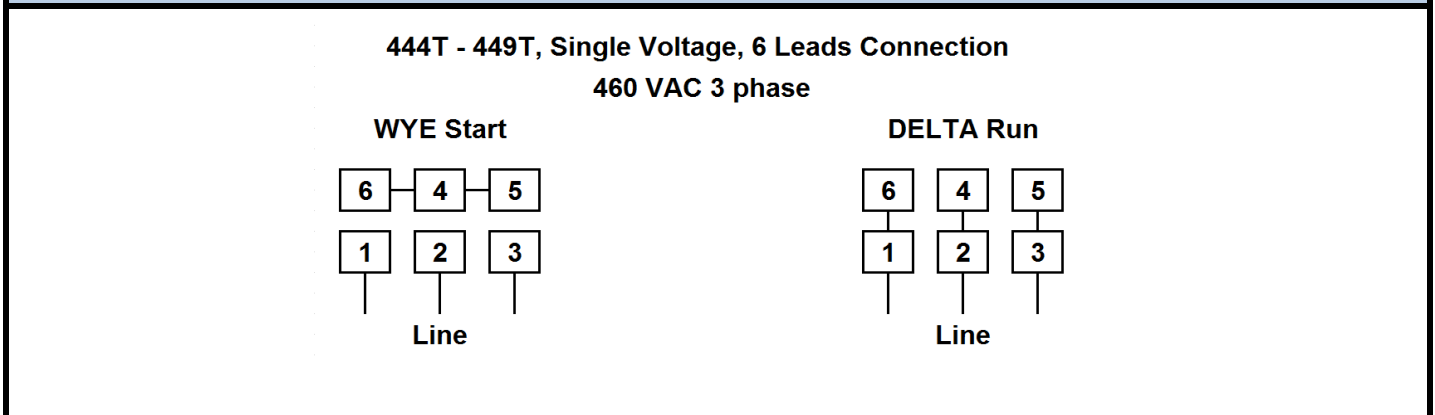 444T - 449T, Single Voltage, 6 Leads Connection
460 VAC 3 phase
WYE Start
6 4 5
1 2 3
Line
DELTA Run
6 4 5
1 2 3
Line